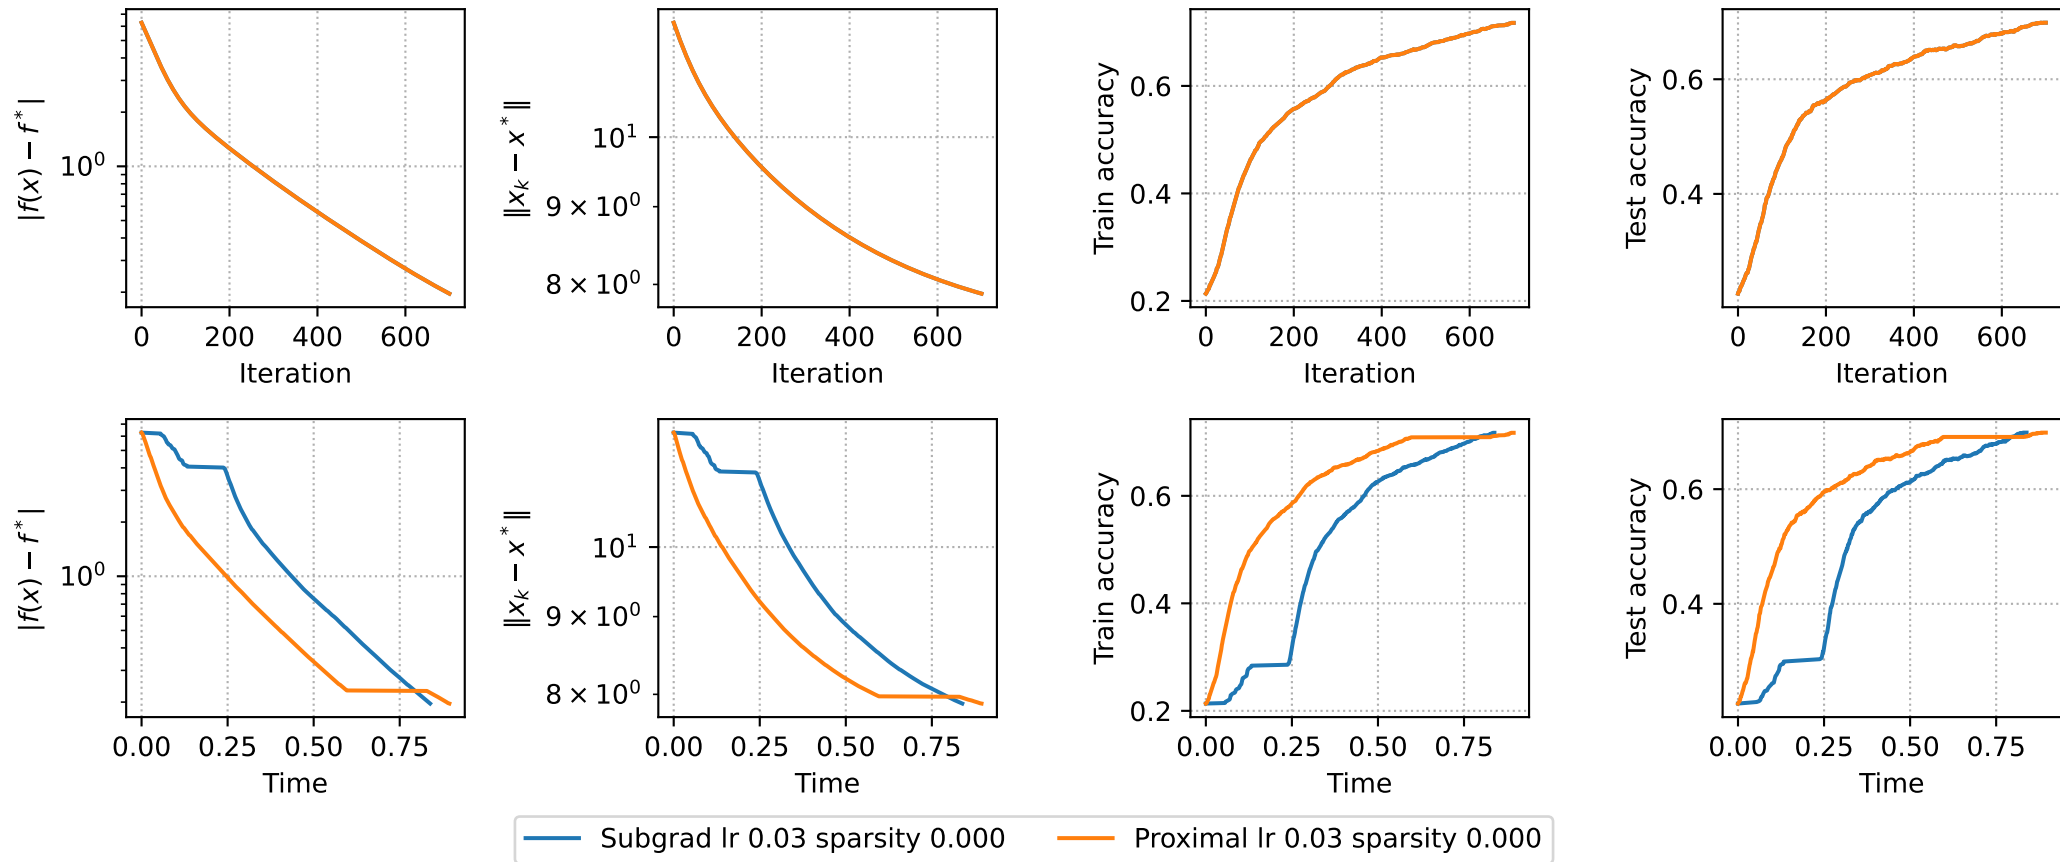 |f(x) − f*|
10⁰
0 200 400 600
Iteration
‖xₖ − x*‖
10¹
9 × 10⁰
8 × 10⁰
0 200 400 600
Iteration
Train accuracy
0.6
0.4
0.2
0 200 400 600
Iteration
Test accuracy
0.6
0.4
0 200 400 600
Iteration
|f(x) − f*|
10⁰
0.00 0.25 0.50 0.75
Time
‖xₖ − x*‖
10¹
9 × 10⁰
8 × 10⁰
0.00 0.25 0.50 0.75
Time
Train accuracy
0.6
0.4
0.2
0.00 0.25 0.50 0.75
Time
Test accuracy
0.6
0.4
0.00 0.25 0.50 0.75
Time
Subgrad lr 0.03 sparsity 0.000
Proximal lr 0.03 sparsity 0.000